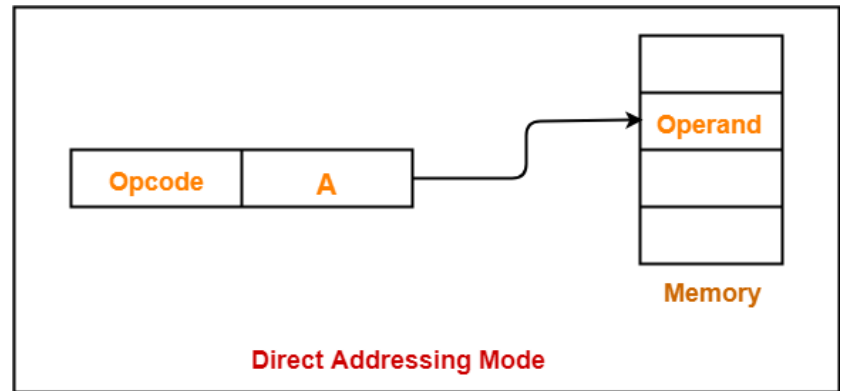 Opcode
A
Operand
Memory
Direct Addressing Mode